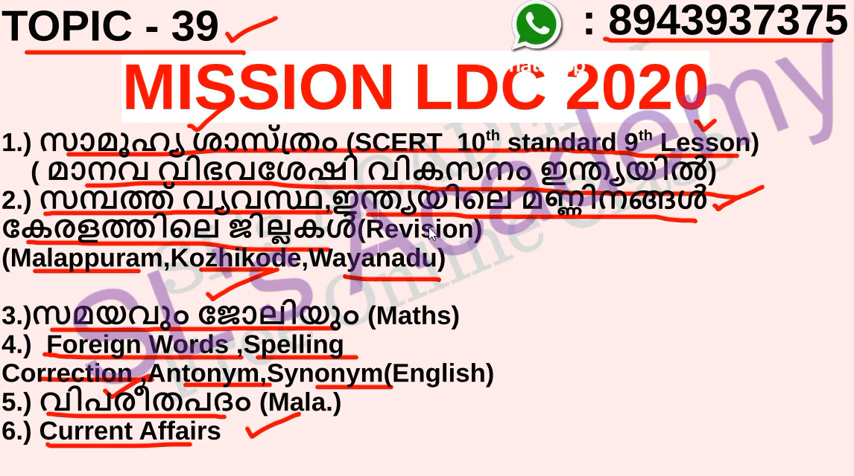 TOPIC - 39
: 8943937375
MISSION LDC 2020
1.) സാമൂഹ്യ ശാസ്ത്രം (SCERT 10th standard 9th Lesson)
( മാനവ വിഭവശേഷി വികസനം ഇന്ത്യയിൽ)
2.) സമ്പത്ത് വ്യവസ്ഥ,ഇന്ത്യയിലെ മണ്ണിനങ്ങൾ
കേരളത്തിലെ ജില്ലകൾ(Revision)
(Malappuram,Kozhikode,Wayanadu)
3.)സമയവും ജോലിയും (Maths)
4.) Foreign Words ,Spelling
Correction ,Antonym,Synonym(English)
5.) വിപരീതപദം (Mala.)
6.) Current Affairs
SL's Academy